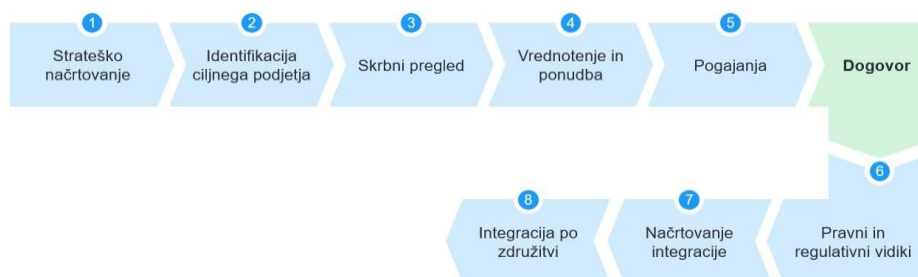 1
Strateško
načrtovanje
2
Identifikacija
ciljnega podjetja
3
Skrbni pregled
4
Vrednotenje in
ponudba
5
Pogajanja
Dogovor
6
Pravni in
regulativni vidiki
7
Načrtovanje
integracije
8
Integracija po
združitvi